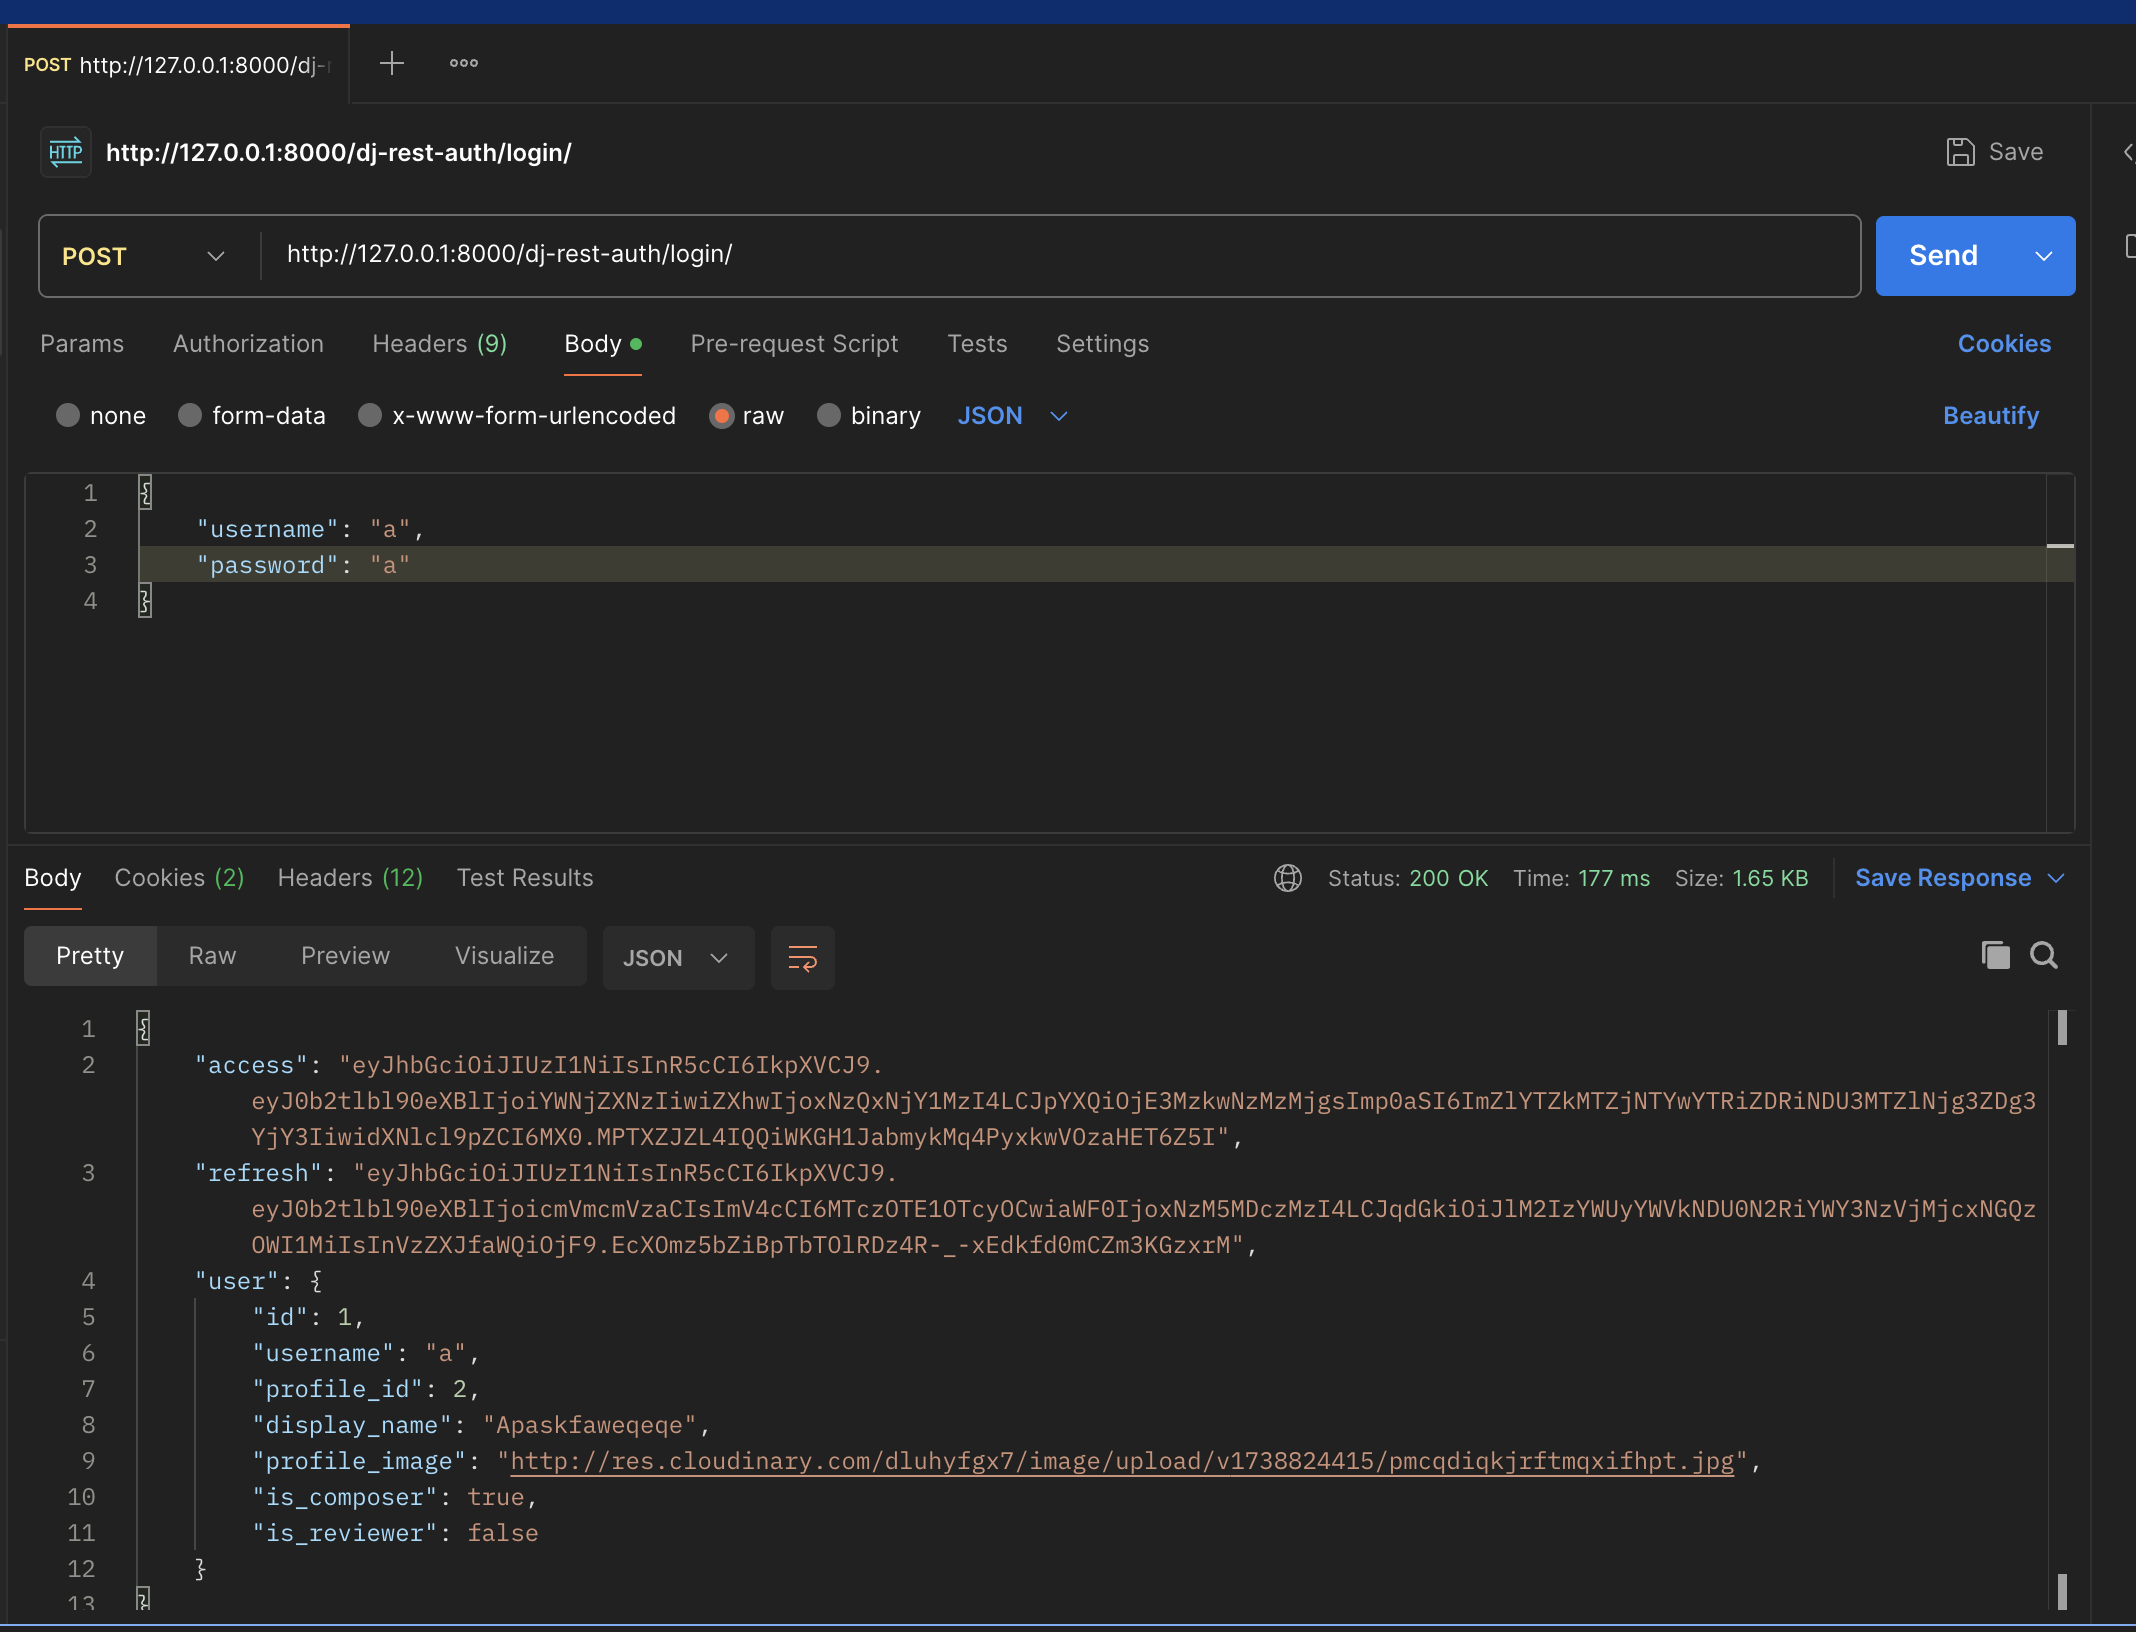 POST http://127.0.0.1:8000/dj-
HTTP http://127.0.0.1:8000/dj-rest-auth/login/ Save
POST http://127.0.0.1:8000/dj-rest-auth/login/ Send
Params Authorization Headers (9) Body Pre-request Script Tests Settings Cookies
none form-data x-www-form-urlencoded raw binary JSON Beautify
1 {
2 "username": "a",
3 "password": "a"
4 }
Body Cookies (2) Headers (12) Test Results Status: 200 OK Time: 177 ms Size: 1.65 KB Save Response
Pretty Raw Preview Visualize JSON
1 {
2 "access": "eyJhbGciOiJIUzI1NiIsInR5cCI6IkpXVCJ9.
eyJ0b2tlbl90eXBlIjoiYWNjZXNzIiwiZXhwIjoxNzQxNjY1MzI4LCJpYXQiOjE3MzkwNzMzMjgsImp0aSI6ImZlYTZkMTZjNTYwYTRiZDRiNDU3MTZlNjg3ZDg3
YjY3IiwidXNlcl9pZCI6MX0.MPTXZJZL4IQQiWKGH1JabmykMq4PyxkwVOzaHET6Z5I",
3 "refresh": "eyJhbGciOiJIUzI1NiIsInR5cCI6IkpXVCJ9.
eyJ0b2tlbl90eXBlIjoicmVmcmVzaCIsImV4cCI6MTczOTE1OTcyOCwiaWF0IjoxNzM5MDczMzI4LCJqdGkiOiJlM2IzYWUyYWVkNDU0N2RiYWY3NzVjMjcxNGQz
OWI1MiIsInVzZXJfaWQiOjF9.EcXOmz5bZiBpTbTOlRDz4R-_-xEdkfd0mCZm3KGzxrM",
4 "user": {
5 "id": 1,
6 "username": "a",
7 "profile_id": 2,
8 "display_name": "Apaskfaweqeqe",
9 "profile_image": "http://res.cloudinary.com/dluhyfgx7/image/upload/v1738824415/pmcqdiqkjrftmqxifhpt.jpg",
10 "is_composer": true,
11 "is_reviewer": false
12 }
13 }